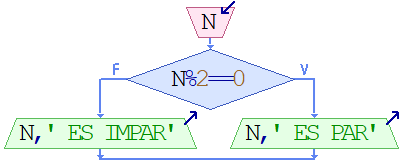 N
F
N%2==0
V
N,' ES IMPAR'
N,' ES PAR'